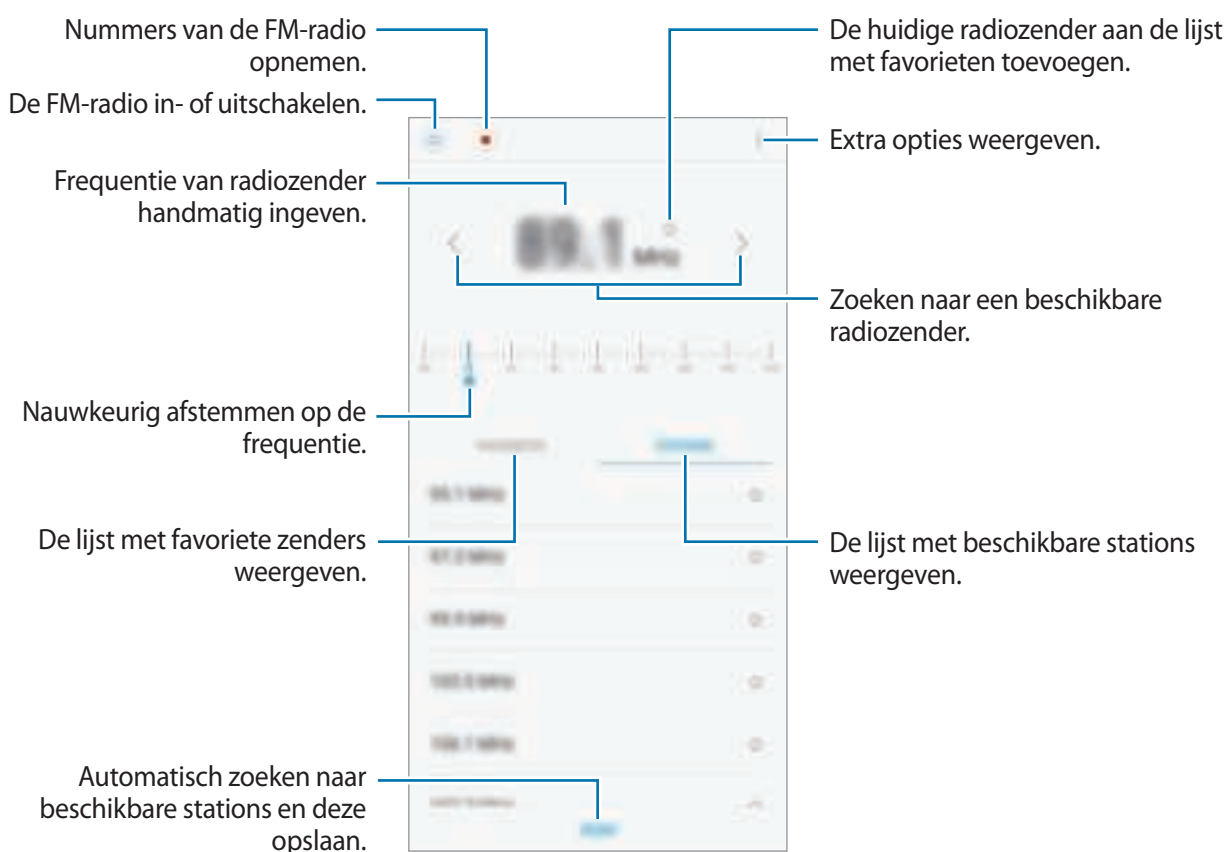 Nummers van de FM-radio
opnemen.
De FM-radio in- of uitschakelen.
Frequentie van radiozender
handmatig ingeven.
Nauwkeurig afstemmen op de
frequentie.
De lijst met favoriete zenders
weergeven.
Automatisch zoeken naar
beschikbare stations en deze
opslaan.
De huidige radiozender aan de lijst
met favorieten toevoegen.
Extra opties weergeven.
Zoeken naar een beschikbare
radiozender.
De lijst met beschikbare stations
weergeven.
89.1 MHz